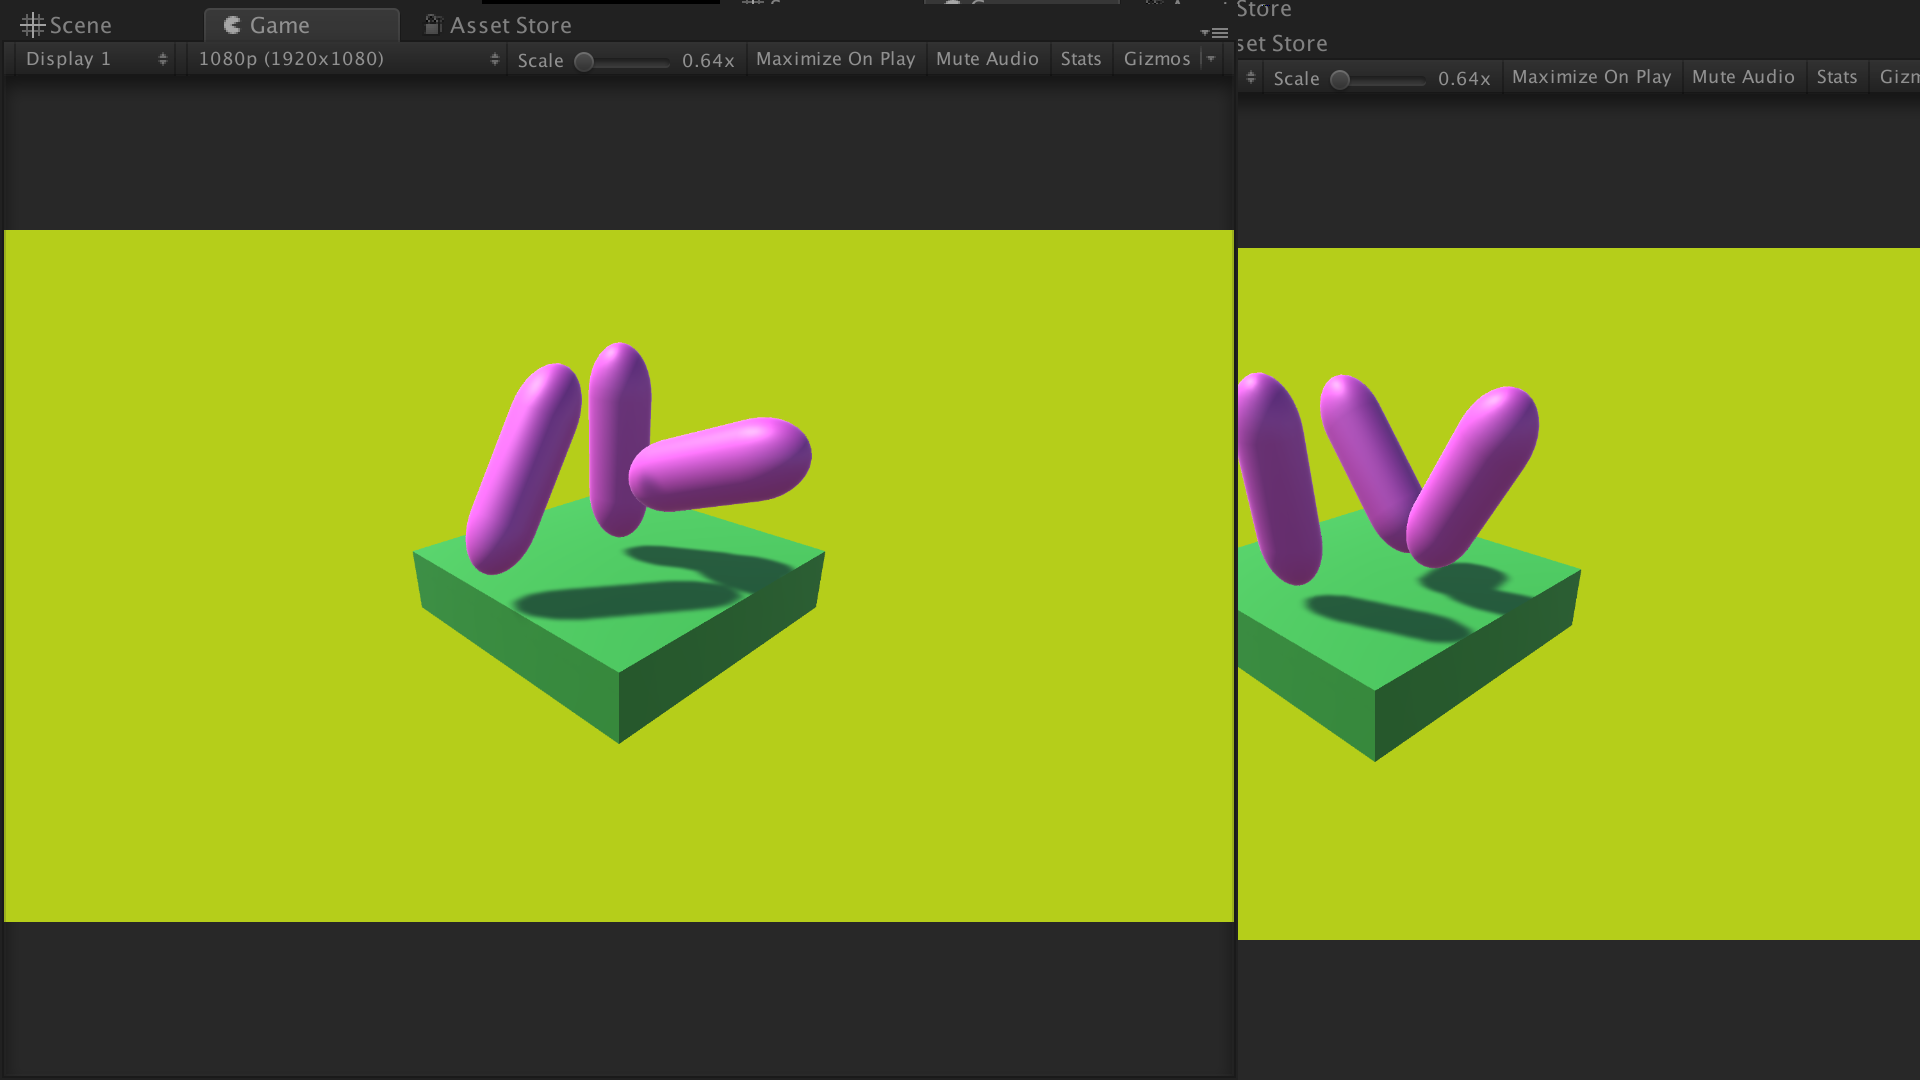 Scene Game Asset Store
Display 1 1080p (1920x1080) Scale 0.64x Maximize On Play Mute Audio Stats Gizmos
Store
set Store
Scale 0.64x Maximize On Play Mute Audio Stats Gizm